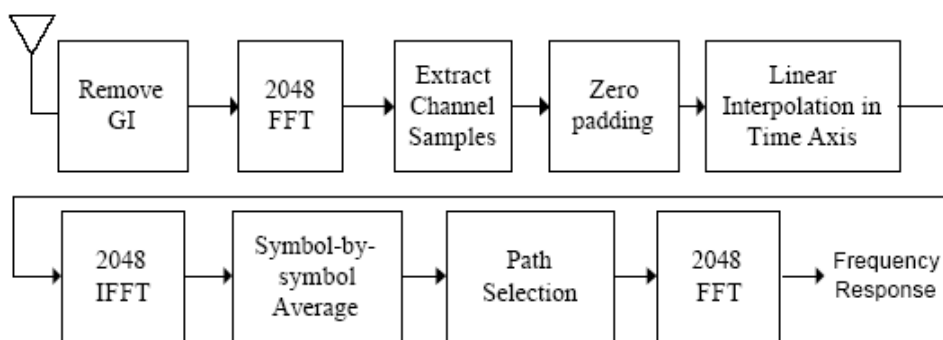 Remove
GI
2048
FFT
Extract
Channel
Samples
Zero
padding
Linear
Interpolation in
Time Axis
2048
IFFT
Symbol-by-
symbol
Average
Path
Selection
2048
FFT
Frequency
Response